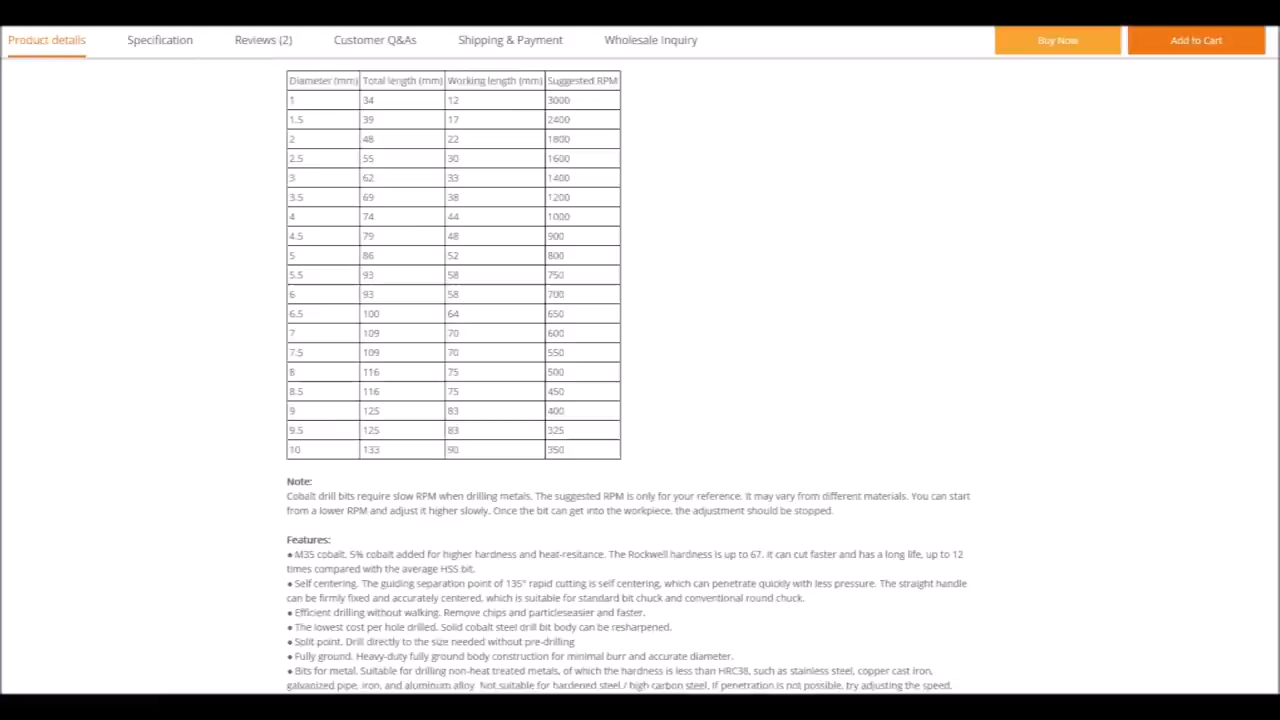 Product details Specification Reviews (2) Customer Q&As Shipping & Payment Wholesale Inquiry Buy Now Add to Cart
Diameter (mm) Total length (mm) Working length (mm) Suggested RPM
1 34 12 3000
1.5 39 17 2400
2 48 22 1800
2.5 55 30 1600
3 62 33 1400
3.5 69 38 1200
4 74 44 1000
4.5 79 48 900
5 86 52 800
5.5 93 58 750
6 93 58 700
6.5 100 64 650
7 109 70 600
7.5 109 70 550
8 116 75 500
8.5 116 75 450
9 125 83 400
9.5 125 83 325
10 133 90 350
Note:
Cobalt drill bits require slow RPM when drilling metals. The suggested RPM is only for your reference. It may vary from different materials. You can start
from a lower RPM and adjust it higher slowly. Once the bit can get into the workpiece, the adjustment should be stopped.
Features:
● M35 cobalt. 5% cobalt added for higher hardness and heat-resitance. The Rockwell hardness is up to 67. it can cut faster and has a long life, up to 12
times compared with the average HSS bit.
● Self centering. The guiding separation point of 135° rapid cutting is self centering, which can penetrate quickly with less pressure. The straight handle
can be firmly fixed and accurately centered, which is suitable for standard bit chuck and conventional round chuck.
● Efficient drilling without walking. Remove chips and particleseasier and faster.
● The lowest cost per hole drilled. Solid cobalt steel drill bit body can be resharpened.
● Split-point. Drill directly to the size needed without pre-drilling
● Fully ground. Heavy-duty fully ground body construction for minimal burr and accurate diameter.
● Bits for metal. Suitable for drilling non-heat treated metals, of which the hardness is less than HRC38, such as stainless steel, copper cast iron,
galvanized pipe, iron, and aluminum alloy. Not suitable for hardened steel / high carbon steel. If penetration is not possible, try adjusting the speed.